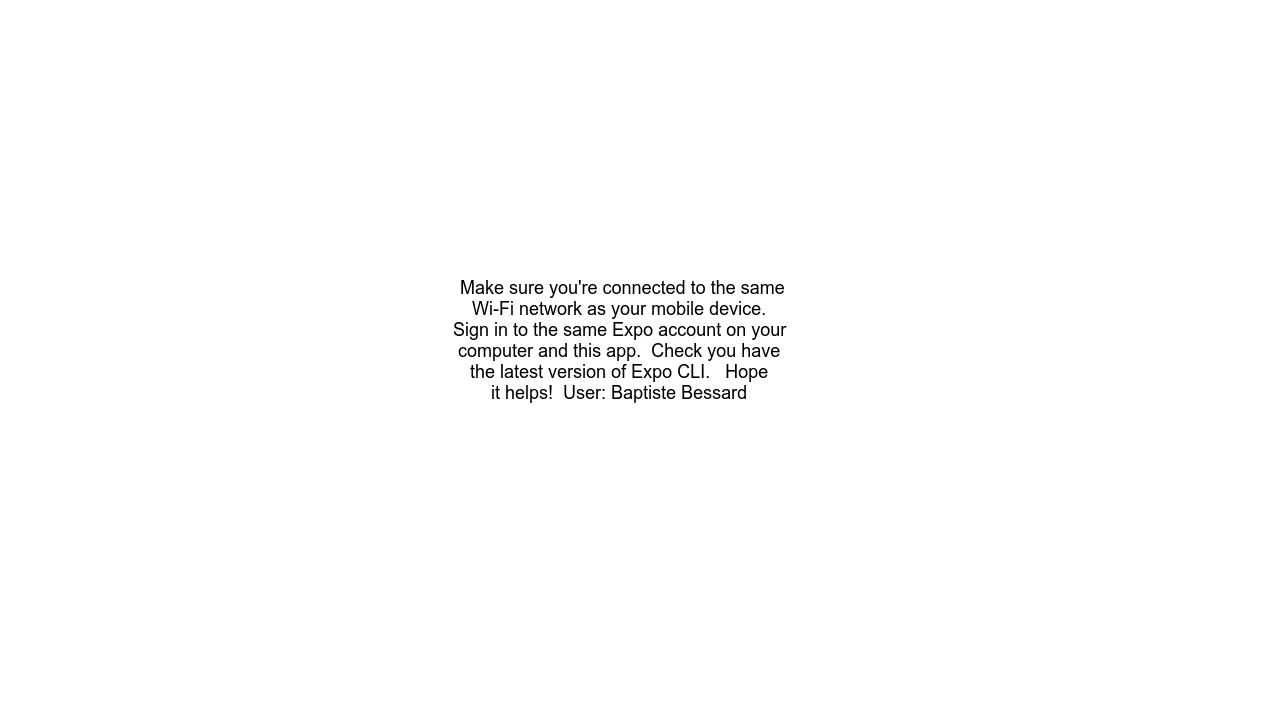 Make sure you're connected to the same
Wi-Fi network as your mobile device.
Sign in to the same Expo account on your
computer and this app.  Check you have
the latest version of Expo CLI.   Hope
it helps!  User: Baptiste Bessard